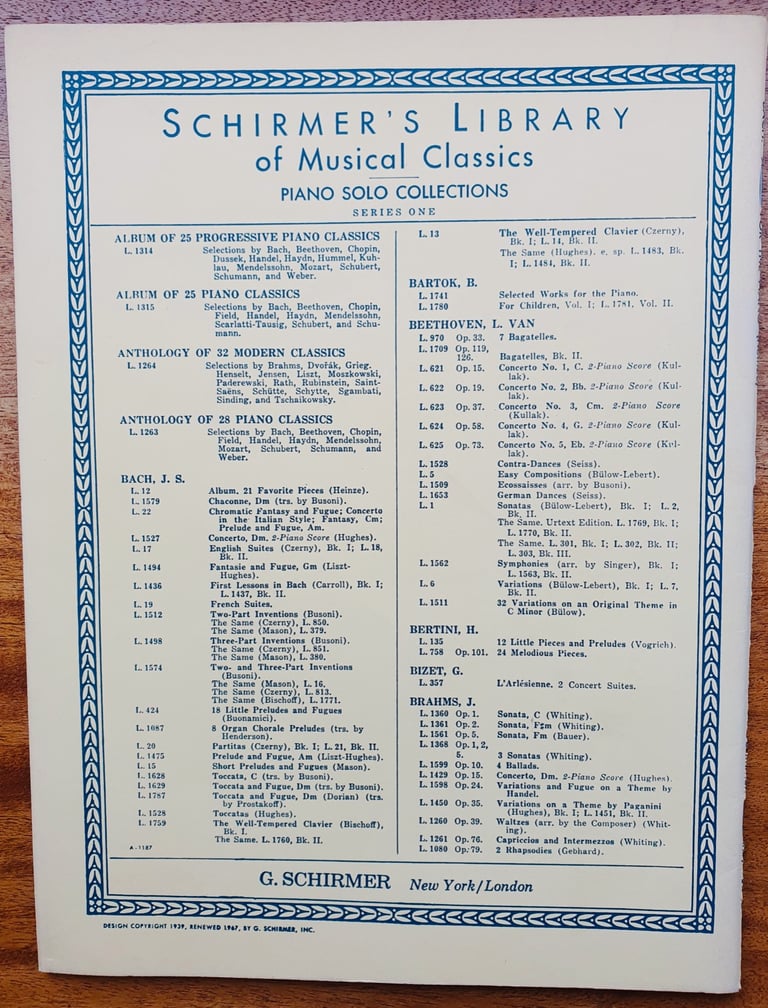 SCHIRMER'S LIBRARY
of Musical Classics
PIANO SOLO COLLECTIONS
SERIES ONE
ALBUM OF 25 PROGRESSIVE PIANO CLASSICS
L. 1314 Selections by Bach, Beethoven, Chopin,
Dussek, Handel, Haydn, Hummel, Kuh-
lau, Mendelssohn, Mozart, Schubert,
Schumann, and Weber.
ALBUM OF 25 PIANO CLASSICS
L. 1315 Selections by Bach, Beethoven, Chopin,
Field, Handel, Haydn, Mendelssohn,
Scarlatti-Tausig, Schubert, and Schu-
mann.
ANTHOLOGY OF 32 MODERN CLASSICS
L. 1264 Selections by Brahms, Dvořák, Grieg.
Henselt, Jensen, Liszt, Moszkowski,
Paderewski, Rath, Rubinstein, Saint-
Saëns, Schütte, Schytte, Sgambati,
Sinding, and Tschaikowsky.
ANTHOLOGY OF 28 PIANO CLASSICS
L. 1263 Selections by Bach, Beethoven, Chopin,
Field, Handel, Haydn, Mendelssohn,
Mozart, Schubert, Schumann, and
Weber.
BACH, J. S.
L. 12 Album. 21 Favorite Pieces (Heinze).
L. 1579 Chaconne, Dm (trs. by Busoni).
L. 22 Chromatic Fantasy and Fugue; Concerto
in the Italian Style; Fantasy, Cm;
Prelude and Fugue, Am.
L. 1527 Concerto, Dm. 2-Piano Score (Hughes).
L. 17 English Suites (Czerny), Bk. I; L. 18,
Bk. II.
L. 1494 Fantasie and Fugue, Gm (Liszt-
Hughes).
L. 1436 First Lessons in Bach (Carroll), Bk. I;
L. 1437, Bk. II.
L. 19 French Suites.
L. 1512 Two-Part Inventions (Busoni).
The Same (Czerny), L. 850.
The Same (Mason), L. 379.
L. 1498 Three-Part Inventions (Busoni).
The Same (Czerny), L. 851.
The Same (Mason), L. 380.
L. 1574 Two- and Three-Part Inventions
(Busoni).
The Same (Mason), L. 16.
The Same (Czerny), L. 813.
The Same (Bischoff), L. 1771.
L. 424 18 Little Preludes and Fugues
(Buonamici).
L. 1087 8 Organ Chorale Preludes (trs. by
Henderson).
L. 20 Partitas (Czerny), Bk. I; L. 21, Bk. II.
L. 1475 Prelude and Fugue, Am (Liszt-Hughes).
L. 15 Short Preludes and Fugues (Mason).
L. 1628 Toccata, C (trs. by Busoni).
L. 1629 Toccata and Fugue, Dm (trs. by Busoni).
L. 1787 Toccata and Fugue, Dm (Dorian) (trs.
by Prostakoff).
L. 1528 Toccatas (Hughes).
L. 1759 The Well-Tempered Clavier (Bischoff),
Bk. I.
The Same. L. 1760, Bk. II.
A-1187
L. 13 The Well-Tempered Clavier (Czerny),
Bk. I; L. 14, Bk. II.
The Same (Hughes). e. sp. L. 1483, Bk.
I; L. 1484, Bk. II.
BARTOK, B.
L. 1741 Selected Works for the Piano.
L. 1780 For Children, Vol. I; L. 1781, Vol. II.
BEETHOVEN, L. VAN
L. 970 Op. 33. 7 Bagatelles.
L. 1709 Op. 119,
126. Bagatelles, Bk. II.
L. 621 Op. 15. Concerto No. 1, C. 2-Piano Score (Kul-
lak).
L. 622 Op. 19. Concerto No. 2, Bb. 2-Piano Score (Kul-
lak).
L. 623 Op. 37. Concerto No. 3, Cm. 2-Piano Score
(Kullak).
L. 624 Op. 58. Concerto No. 4, G. 2-Piano Score (Kul-
lak).
L. 625 Op. 73. Concerto No. 5, Eb. 2-Piano Score (Kul-
lak).
L. 1528 Contra-Dances (Seiss).
L. 5 Easy Compositions (Bülow-Lebert).
L. 1509 Ecossaises (arr. by Busoni).
L. 1653 German Dances (Seiss).
L. 1 Sonatas (Bülow-Lebert), Bk. I; L. 2,
Bk. II.
The Same. Urtext Edition. L. 1769, Bk. I;
L. 1770, Bk. II.
The Same. L. 301, Bk. I; L. 302, Bk. II;
L. 303, Bk. III.
L. 1562 Symphonies (arr. by Singer), Bk. I;
L. 1563, Bk. II.
L. 6 Variations (Bülow-Lebert), Bk. I; L. 7,
Bk. II.
L. 1511 32 Variations on an Original Theme in
C Minor (Bülow).
BERTINI, H.
L. 135 12 Little Pieces and Preludes (Vogrich).
L. 758 Op. 101. 24 Melodious Pieces.
BIZET, G.
L. 357 L'Arlésienne. 2 Concert Suites.
BRAHMS, J.
L. 1360 Op. 1. Sonata, C (Whiting).
L. 1361 Op. 2. Sonata, F♯m (Whiting).
L. 1561 Op. 5. Sonata, Fm (Bauer).
L. 1368 Op. 1, 2,
5. 3 Sonatas (Whiting).
L. 1599 Op. 10. 4 Ballads.
L. 1429 Op. 15. Concerto, Dm. 2-Piano Score (Hughes).
L. 1598 Op. 24. Variations and Fugue on a Theme by
Handel.
L. 1450 Op. 35. Variations on a Theme by Paganini
(Hughes), Bk. I; L. 1451, Bk. II.
L. 1260 Op. 39. Waltzes (arr. by the Composer) (Whit-
ing).
L. 1261 Op. 76. Capriccios and Intermezzos (Whiting).
L. 1080 Op. 79. 2 Rhapsodies (Gebhard).
G. SCHIRMER New York/London
DESIGN COPYRIGHT 1939, RENEWED 1967, BY G. SCHIRMER, INC.